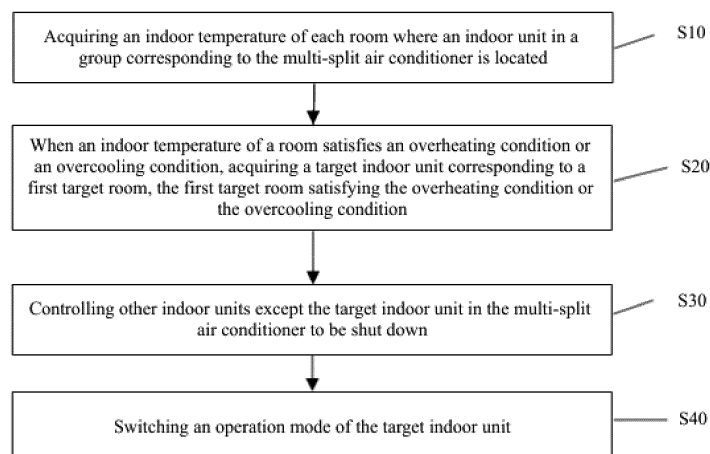 Acquiring an indoor temperature of each room where an indoor unit in a
group corresponding to the multi-split air conditioner is located
S10
When an indoor temperature of a room satisfies an overheating condition or
an overcooling condition, acquiring a target indoor unit corresponding to a
first target room, the first target room satisfying the overheating condition or
the overcooling condition
S20
Controlling other indoor units except the target indoor unit in the multi-split
air conditioner to be shut down
S30
Switching an operation mode of the target indoor unit
S40